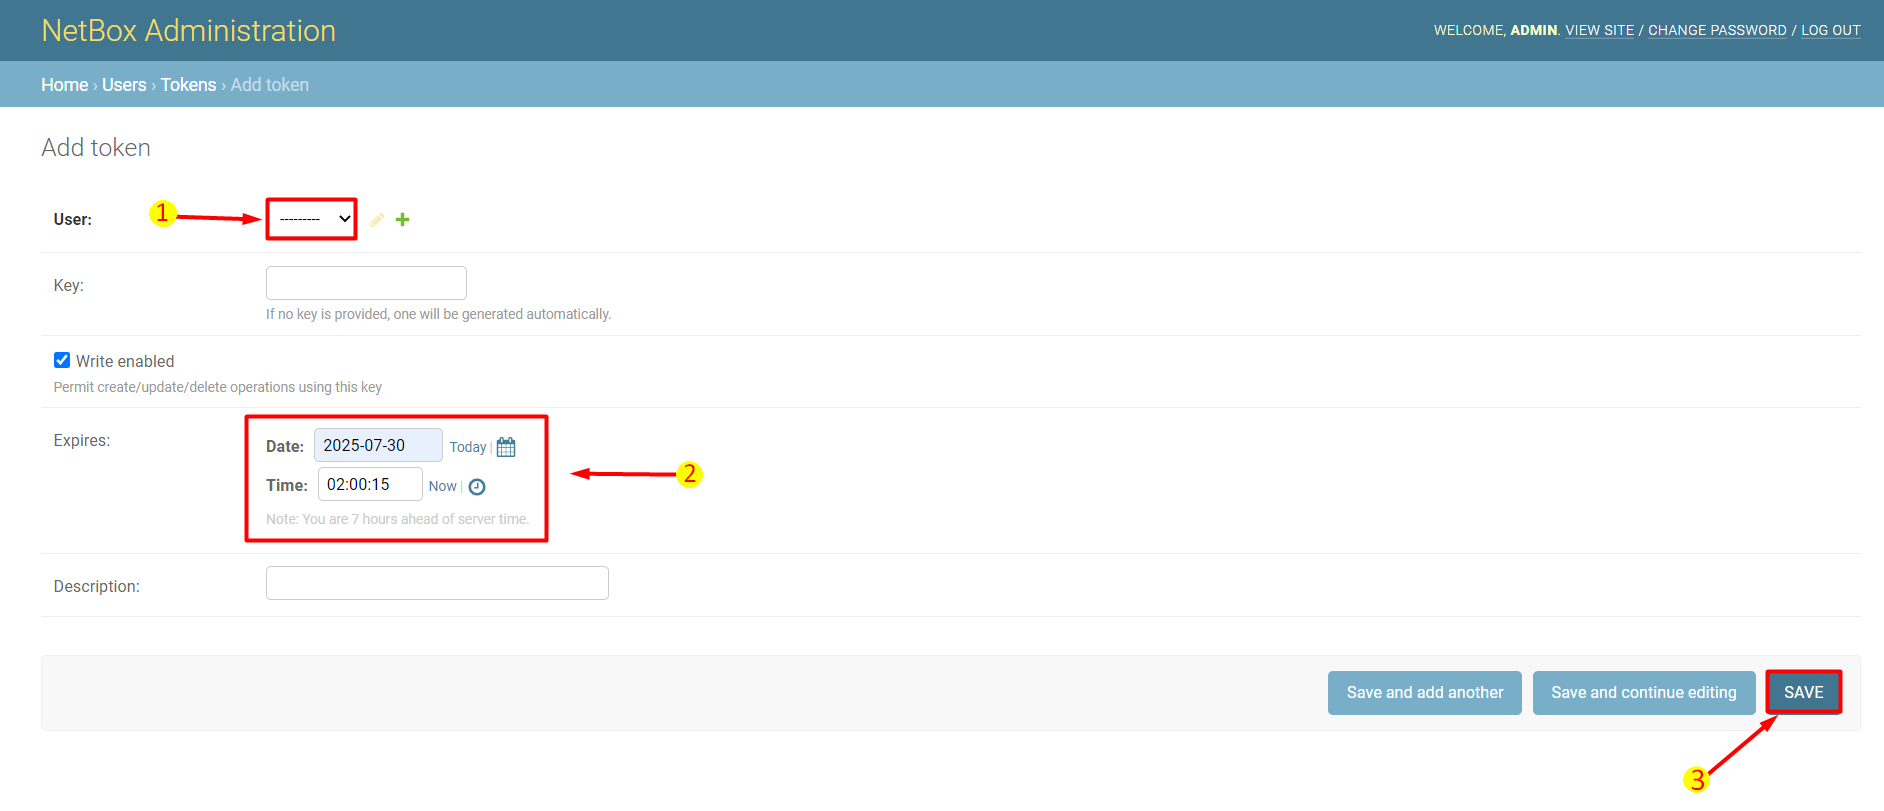 NetBox Administration
WELCOME, ADMIN. VIEW SITE / CHANGE PASSWORD / LOG OUT
Home › Users › Tokens › Add token
Add token
User:
1
---------
Key:
If no key is provided, one will be generated automatically.
Write enabled
Permit create/update/delete operations using this key
Expires:
Date: 2025-07-30 Today |
Time: 02:00:15 Now |
Note: You are 7 hours ahead of server time.
2
Description:
Save and add another
Save and continue editing
SAVE
3